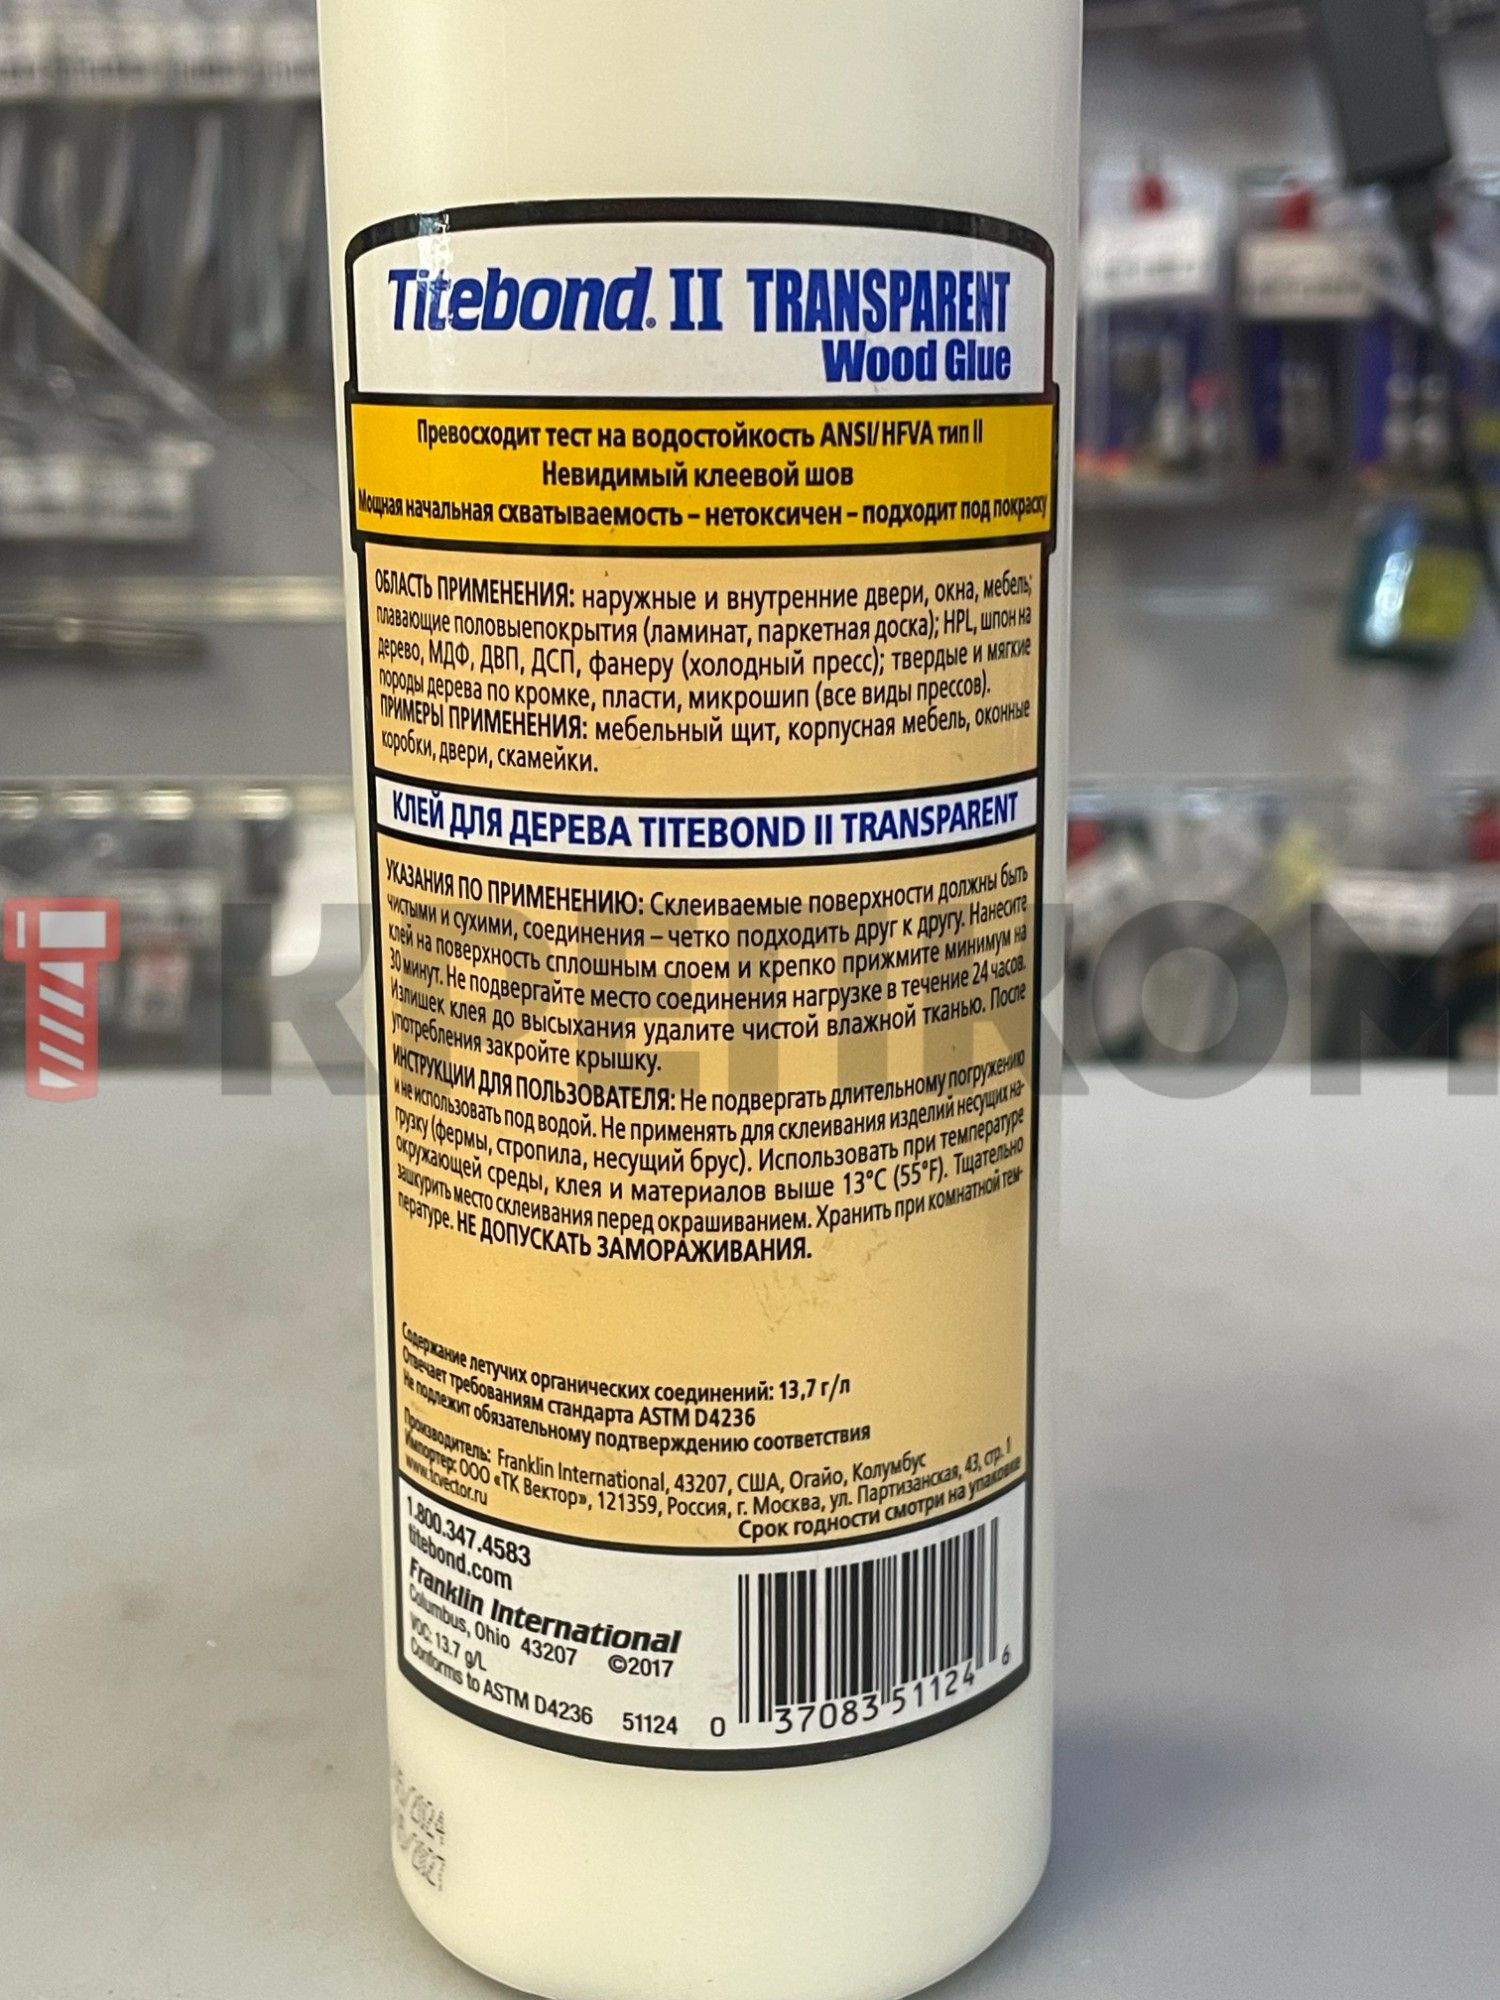 Titebond. II TRANSPARENT
Wood Glue
Превосходит тест на водостойкость ANSI/HFVA тип II
Невидимый клеевой шов
Мощная начальная схватываемость – нетоксичен – подходит под покраску
ОБЛАСТЬ ПРИМЕНЕНИЯ: наружные и внутренние двери, окна, мебель;
плавающие половыепокрытия (ламинат, паркетная доска); HPL, шпон на
дерево, МДФ, ДВП, ДСП, фанеру (холодный пресс); твердые и мягкие
породы дерева по кромке, пласти, микрошип (все виды прессов).
ПРИМЕРЫ ПРИМЕНЕНИЯ: мебельный щит, корпусная мебель, оконные
коробки, двери, скамейки.
КЛЕЙ ДЛЯ ДЕРЕВА TITEBOND II TRANSPARENT
УКАЗАНИЯ ПО ПРИМЕНЕНИЮ: Склеиваемые поверхности должны быть
чистыми и сухими, соединения – четко подходить друг к другу. Нанесите
клей на поверхность сплошным слоем и крепко прижмите минимум на
30 минут. Не подвергайте место соединения нагрузке в течение 24 часов.
Излишек клея до высыхания удалите чистой влажной тканью. После
употребления закройте крышку.
ИНСТРУКЦИИ ДЛЯ ПОЛЬЗОВАТЕЛЯ: Не подвергать длительному погружению
и не использовать под водой. Не применять для склеивания изделий несущих на-
грузку (фермы, стропила, несущий брус). Использовать при температуре
окружающей среды, клея и материалов выше 13°C (55°F). Тщательно
зашкурить место склеивания перед окрашиванием. Хранить при комнатной тем-
пературе. НЕ ДОПУСКАТЬ ЗАМОРАЖИВАНИЯ.
КРЕПКОМ
Содержание летучих органических соединений: 13,7 г/л
Отвечает требованиям стандарта ASTM D4236
Не подлежит обязательному подтверждению соответствия
Производитель: Franklin International, 43207, США, Огайо, Колумбус
Импортер: ООО «ТК Вектор», 121359, Россия, г. Москва, ул. Партизанская, 43, стр. 1
www.tcvector.ru
Срок годности смотри на упаковке
1.800.347.4583
titebond.com
Franklin International
Columbus, Ohio 43207 ©2017
VOC: 13.7 g/L
Conforms to ASTM D4236 51124
0 37083 51124 6